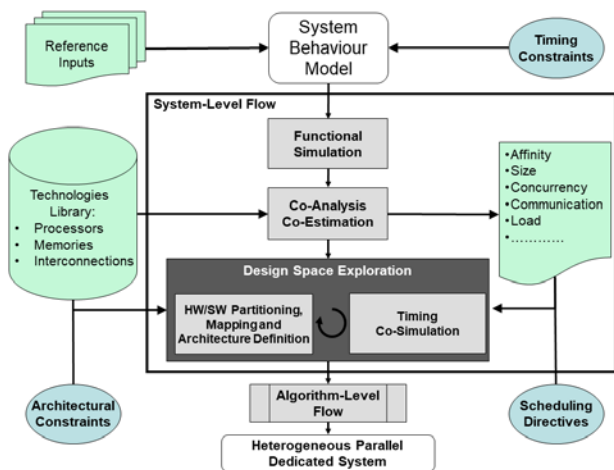 Reference
Inputs
System
Behaviour
Model
Timing
Constraints
System-Level Flow
Functional
Simulation
Technologies
Library:
• Processors
• Memories
• Interconnections
Co-Analysis
Co-Estimation
•Affinity
•Size
•Concurrency
•Communication
•Load
•…………
Design Space Exploration
HW/SW Partitioning,
Mapping and
Architecture Definition
Timing
Co-Simulation
Architectural
Constraints
Algorithm-Level
Flow
Scheduling
Directives
Heterogeneous Parallel
Dedicated System